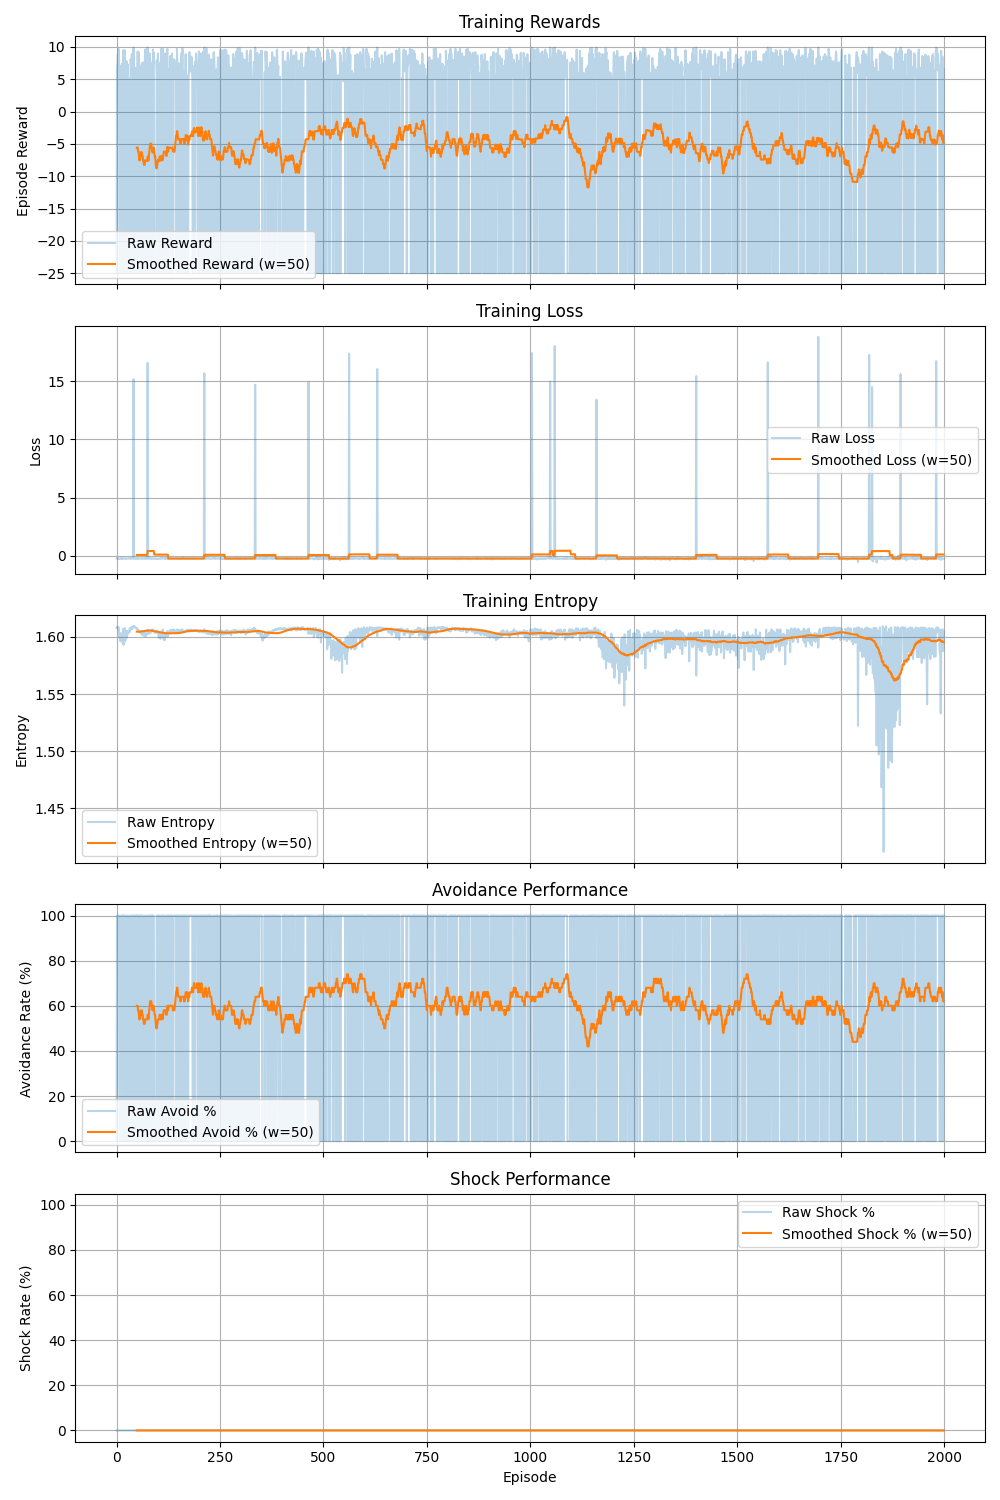 Training Rewards
10
5
0
−5
−10
−15
−20
−25
Episode Reward
Raw Reward
Smoothed Reward (w=50)
Training Loss
15
10
5
0
Loss
Raw Loss
Smoothed Loss (w=50)
Training Entropy
1.60
1.55
1.50
1.45
Entropy
Raw Entropy
Smoothed Entropy (w=50)
Avoidance Performance
100
80
60
40
20
0
Avoidance Rate (%)
Raw Avoid %
Smoothed Avoid % (w=50)
Shock Performance
100
80
60
40
20
0
Shock Rate (%)
Raw Shock %
Smoothed Shock % (w=50)
0 250 500 750 1000 1250 1500 1750 2000
Episode